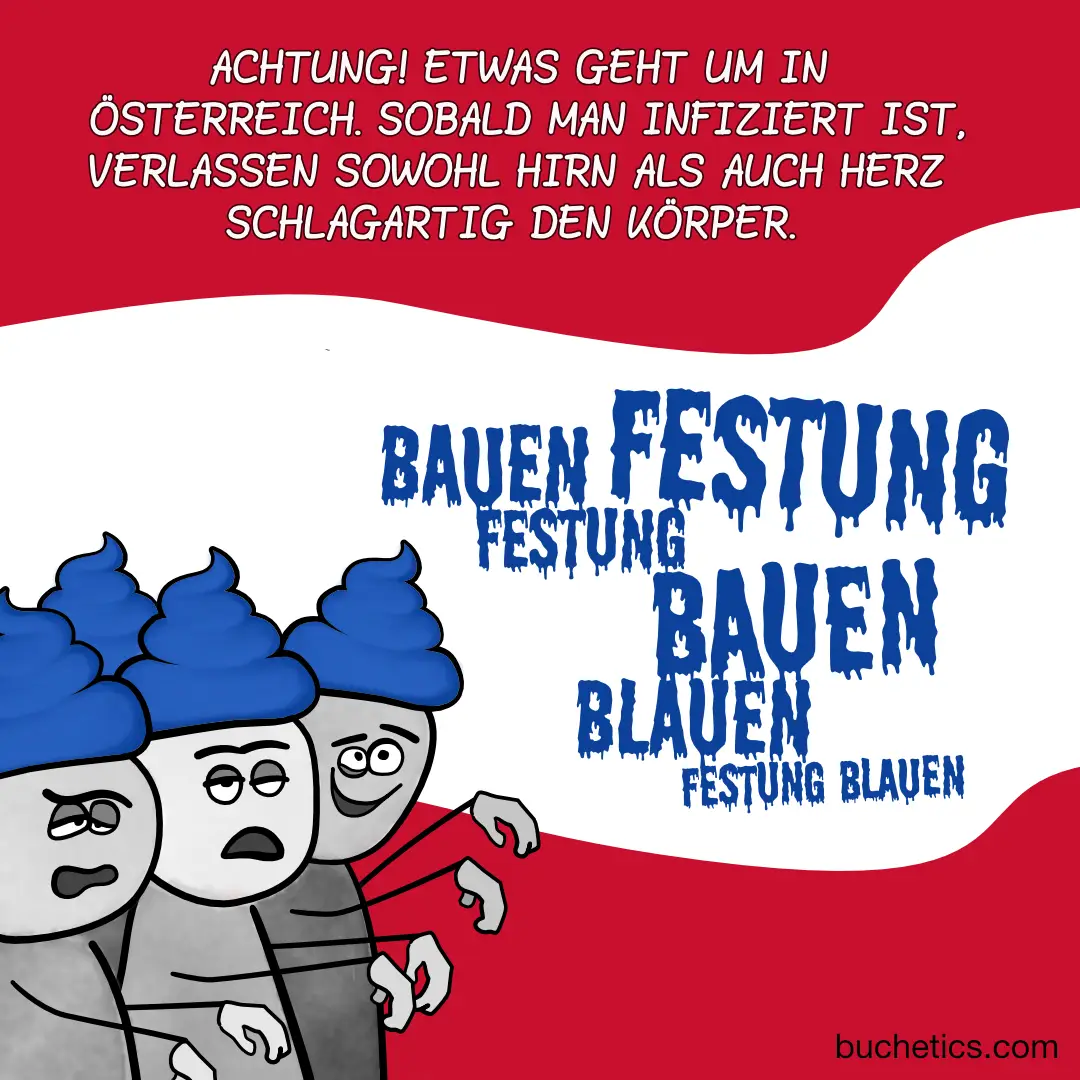 ACHTUNG! ETWAS GEHT UM IN
ÖSTERREICH. SOBALD MAN INFIZIERT IST,
VERLASSEN SOWOHL HIRN ALS AUCH HERZ
SCHLAGARTIG DEN KÖRPER.
BAUEN FESTUNG
FESTUNG
BAUEN
BLAUEN
FESTUNG BLAUEN
buchetics.com